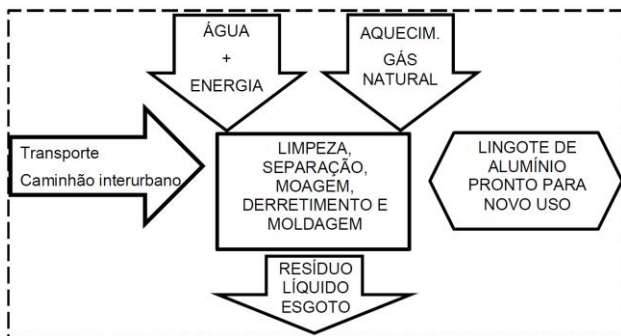 ÁGUA
+
ENERGIA
AQUECIM.
GÁS
NATURAL
Transporte
Caminhão interurbano
LIMPEZA,
SEPARAÇÃO,
MOAGEM,
DERRETIMENTO E
MOLDAGEM
LINGOTE DE
ALUMÍNIO
PRONTO PARA
NOVO USO
RESÍDUO
LÍQUIDO
ESGOTO